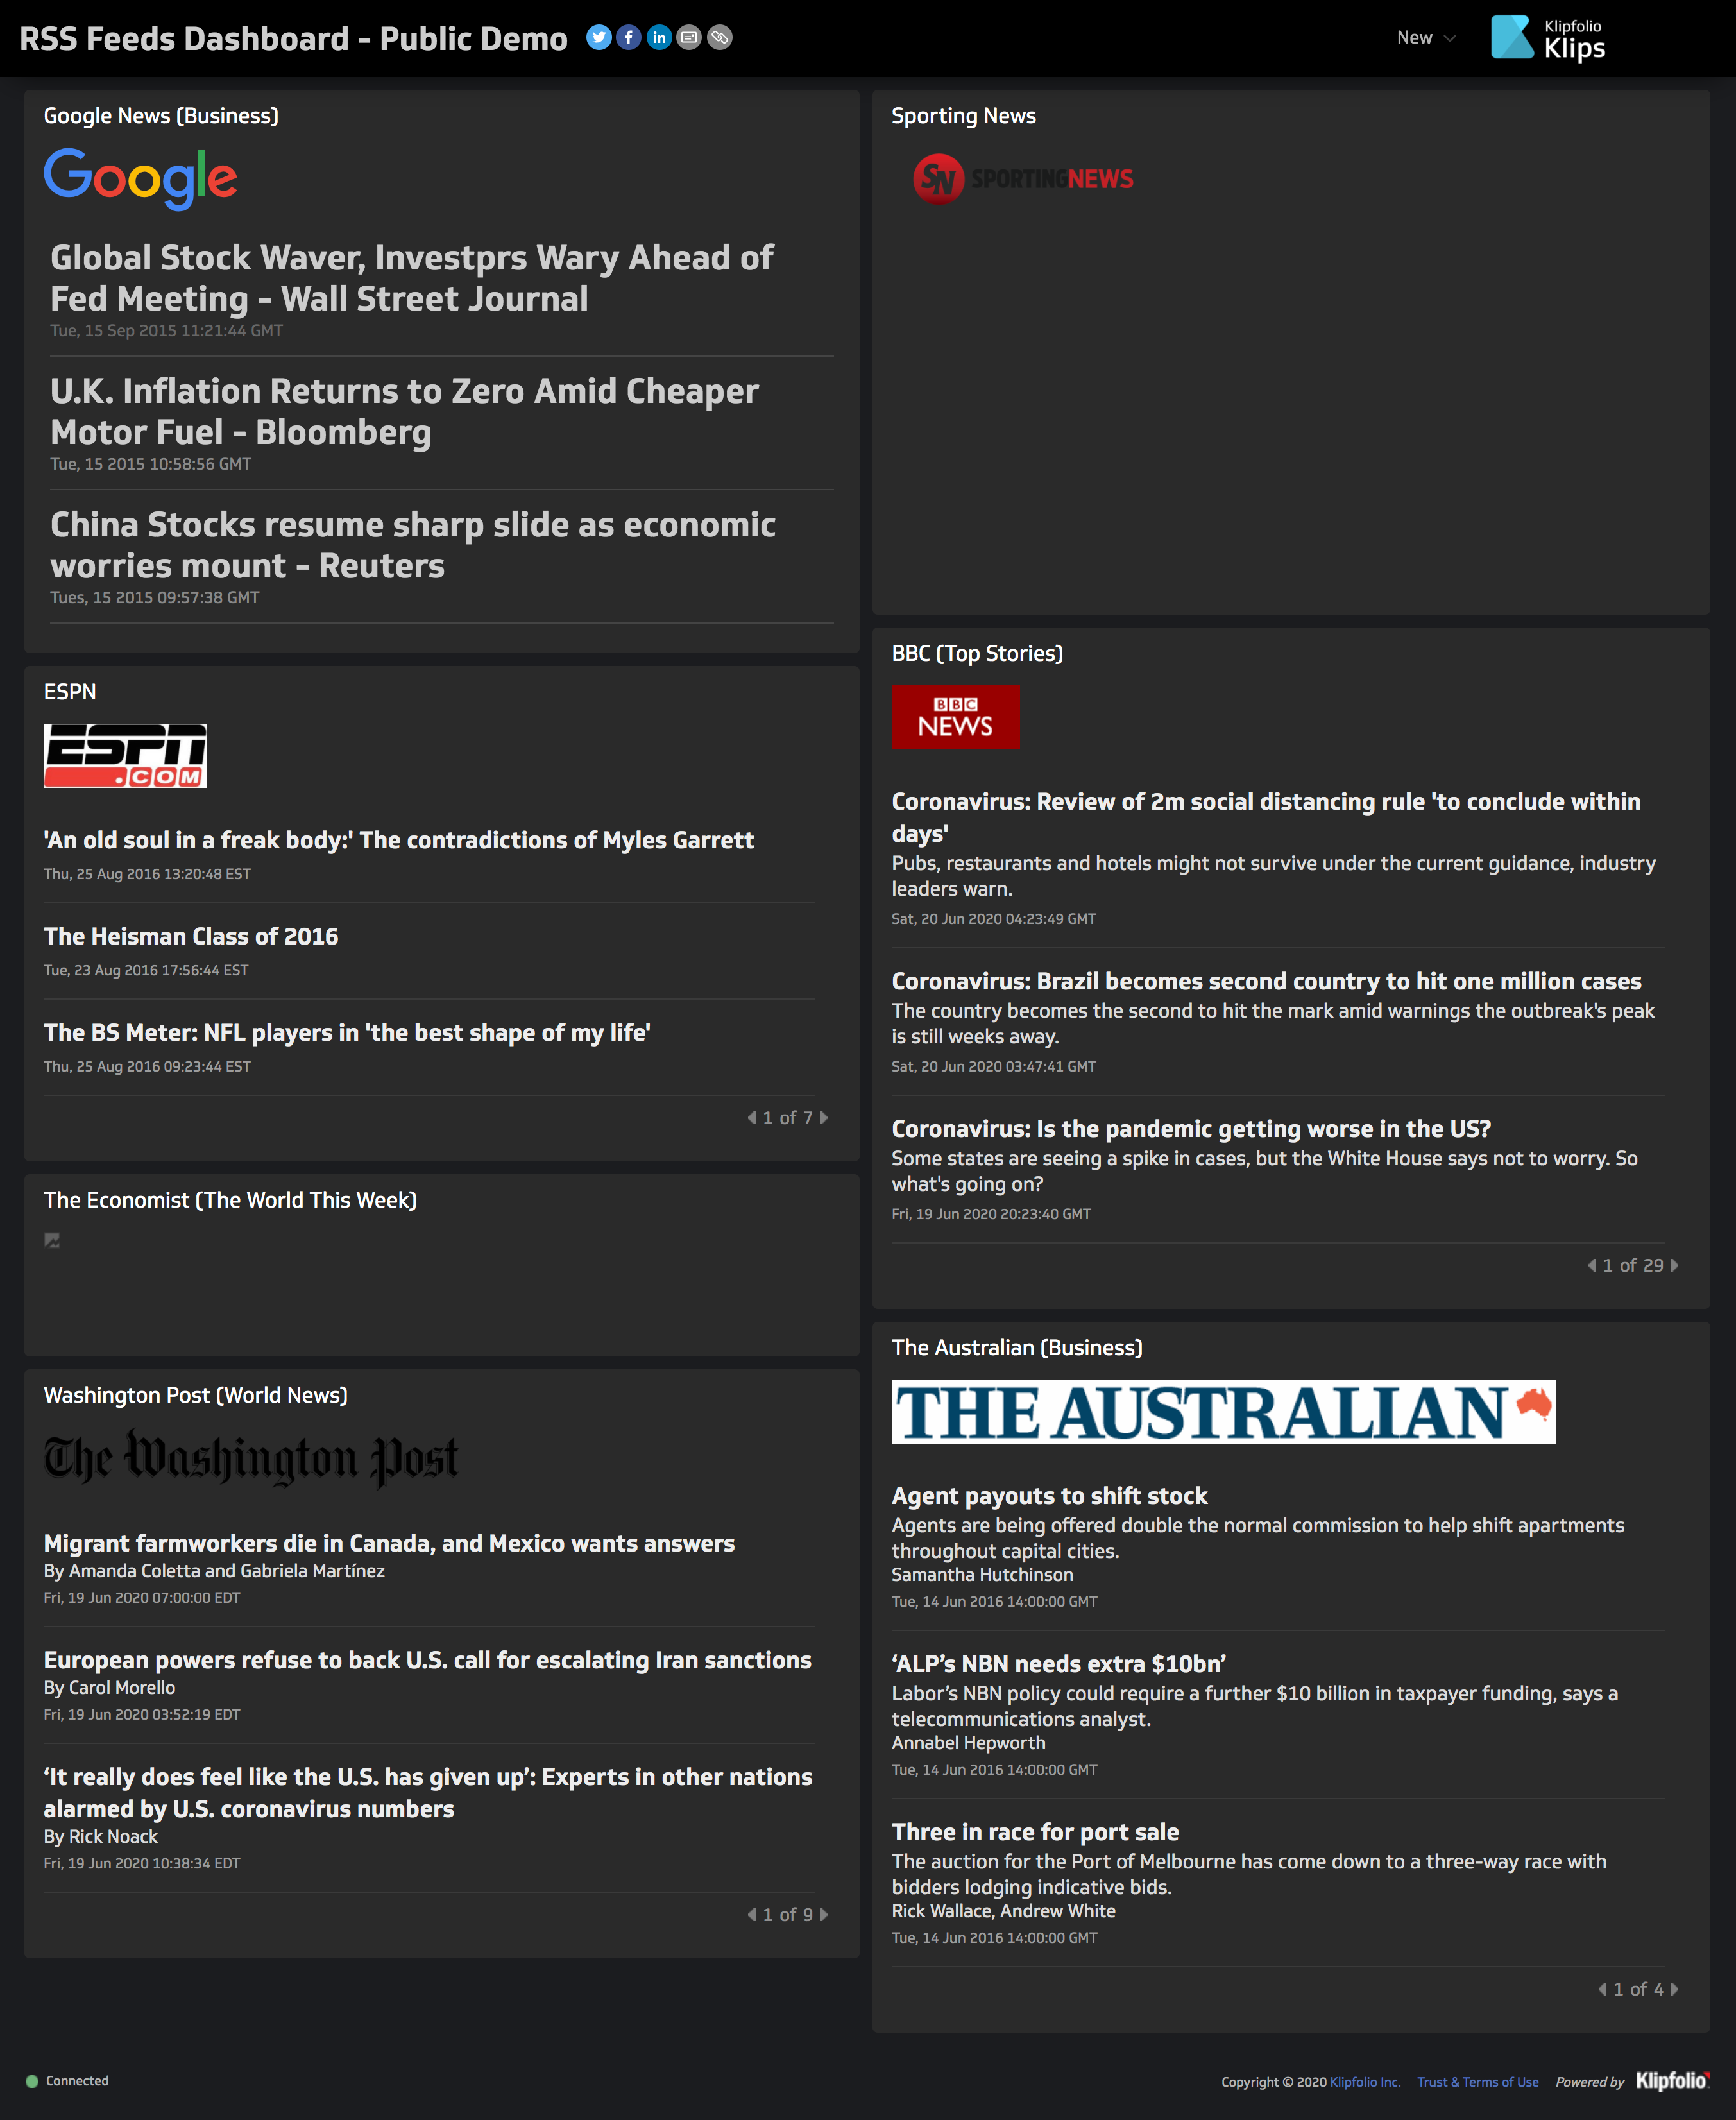 RSS Feeds Dashboard - Public Demo
New
Klipfolio
Klips
Google News (Business)
Google
Global Stock Waver, Investprs Wary Ahead of
Fed Meeting - Wall Street Journal
Tue, 15 Sep 2015 11:21:44 GMT
U.K. Inflation Returns to Zero Amid Cheaper
Motor Fuel - Bloomberg
Tue, 15 2015 10:58:56 GMT
China Stocks resume sharp slide as economic
worries mount - Reuters
Tues, 15 2015 09:57:38 GMT
ESPN
ESPN
.COM
'An old soul in a freak body:' The contradictions of Myles Garrett
Thu, 25 Aug 2016 13:20:48 EST
The Heisman Class of 2016
Tue, 23 Aug 2016 17:56:44 EST
The BS Meter: NFL players in 'the best shape of my life'
Thu, 25 Aug 2016 09:23:44 EST
1 of 7
The Economist (The World This Week)
Washington Post (World News)
The Washington Post
Migrant farmworkers die in Canada, and Mexico wants answers
By Amanda Coletta and Gabriela Martínez
Fri, 19 Jun 2020 07:00:00 EDT
European powers refuse to back U.S. call for escalating Iran sanctions
By Carol Morello
Fri, 19 Jun 2020 03:52:19 EDT
‘It really does feel like the U.S. has given up’: Experts in other nations
alarmed by U.S. coronavirus numbers
By Rick Noack
Fri, 19 Jun 2020 10:38:34 EDT
1 of 9
Sporting News
SN SPORTINGNEWS
BBC (Top Stories)
BBC
NEWS
Coronavirus: Review of 2m social distancing rule 'to conclude within
days'
Pubs, restaurants and hotels might not survive under the current guidance, industry
leaders warn.
Sat, 20 Jun 2020 04:23:49 GMT
Coronavirus: Brazil becomes second country to hit one million cases
The country becomes the second to hit the mark amid warnings the outbreak's peak
is still weeks away.
Sat, 20 Jun 2020 03:47:41 GMT
Coronavirus: Is the pandemic getting worse in the US?
Some states are seeing a spike in cases, but the White House says not to worry. So
what's going on?
Fri, 19 Jun 2020 20:23:40 GMT
1 of 29
The Australian (Business)
THE AUSTRALIAN
Agent payouts to shift stock
Agents are being offered double the normal commission to help shift apartments
throughout capital cities.
Samantha Hutchinson
Tue, 14 Jun 2016 14:00:00 GMT
‘ALP’s NBN needs extra $10bn’
Labor’s NBN policy could require a further $10 billion in taxpayer funding, says a
telecommunications analyst.
Annabel Hepworth
Tue, 14 Jun 2016 14:00:00 GMT
Three in race for port sale
The auction for the Port of Melbourne has come down to a three-way race with
bidders lodging indicative bids.
Rick Wallace, Andrew White
Tue, 14 Jun 2016 14:00:00 GMT
1 of 4
Connected
Copyright © 2020 Klipfolio Inc. Trust & Terms of Use Powered by Klipfolio